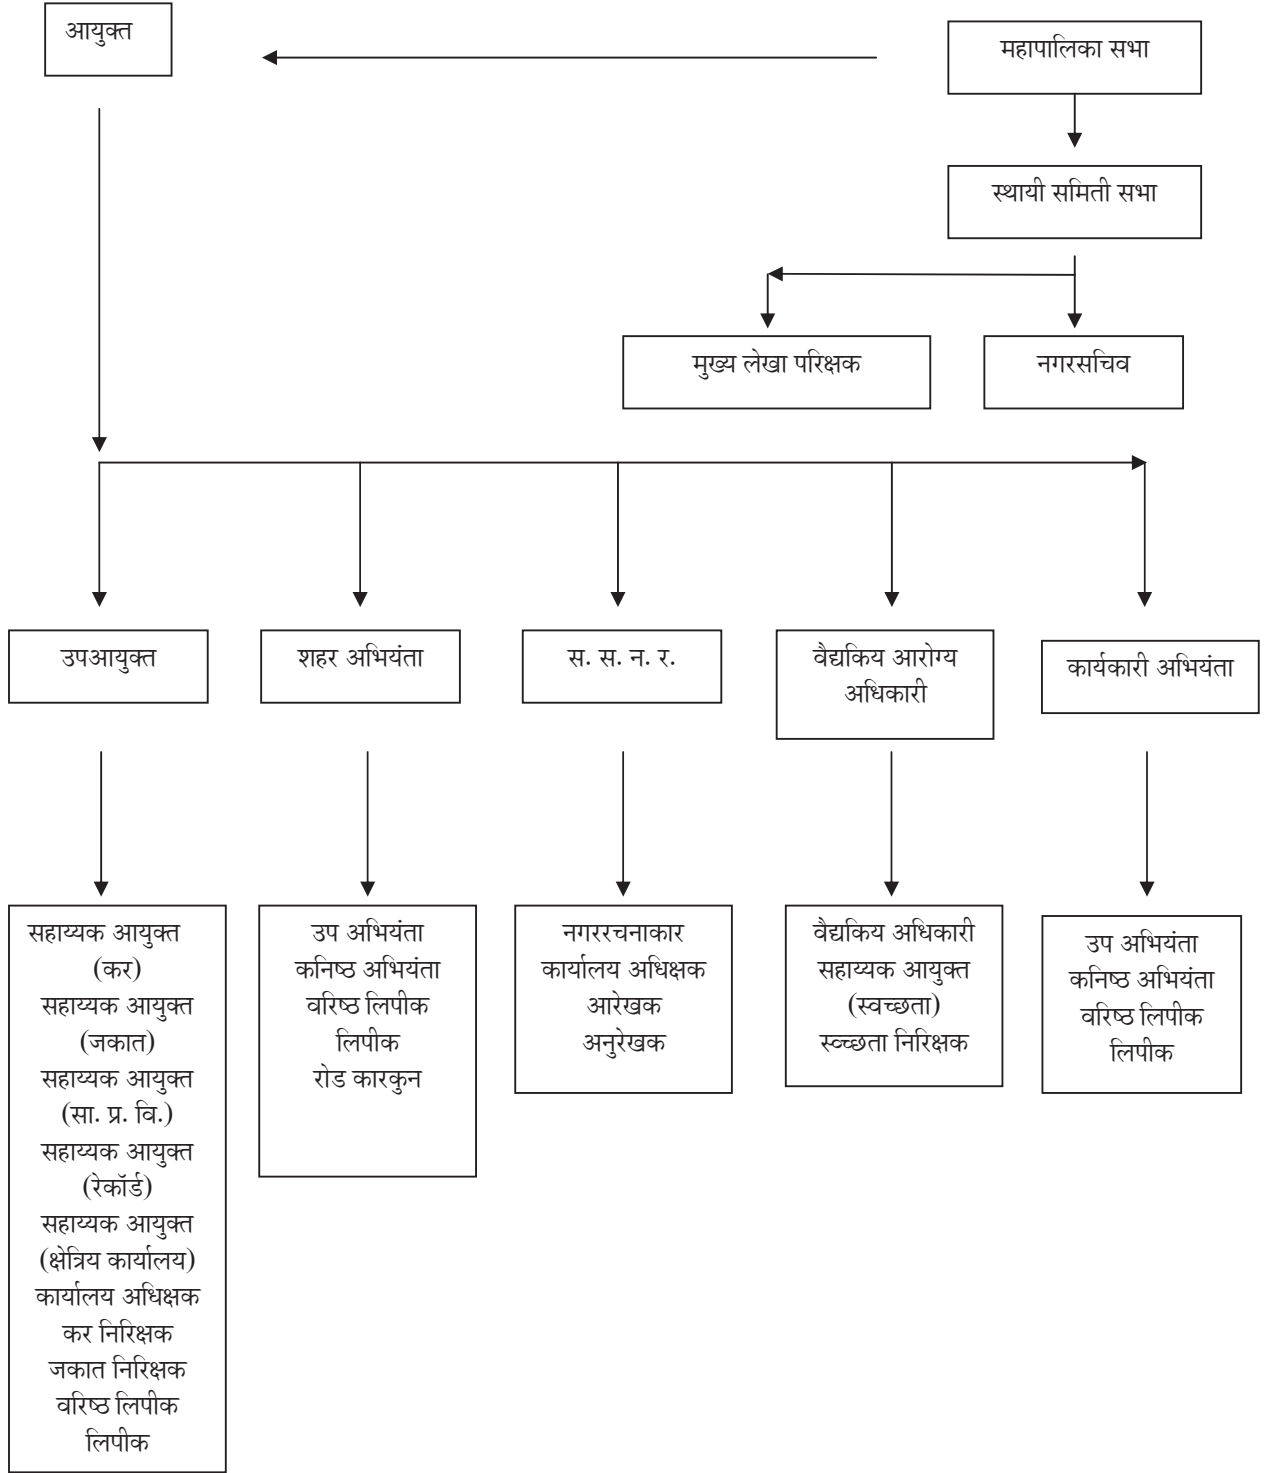 आयुक्त
महापालिका सभा
स्थायी समिती सभा
मुख्य लेखा परिक्षक
नगरसचिव
उपआयुक्त
शहर अभियंता
स. स. न. र.
वैद्यकिय आरोग्य
अधिकारी
कार्यकारी अभियंता
सहाय्यक आयुक्त
(कर)
सहाय्यक आयुक्त
(जकात)
सहाय्यक आयुक्त
(सा. प्र. वि.)
सहाय्यक आयुक्त
(रेकॉर्ड)
सहाय्यक आयुक्त
(क्षेत्रिय कार्यालय)
कार्यालय अधिक्षक
कर निरिक्षक
जकात निरिक्षक
वरिष्ठ लिपीक
लिपीक
उप अभियंता
कनिष्ठ अभियंता
वरिष्ठ लिपीक
लिपीक
रोड कारकुन
नगररचनाकार
कार्यालय अधिक्षक
आरेखक
अनुरेखक
वैद्यकिय अधिकारी
सहाय्यक आयुक्त
(स्वच्छता)
स्व्च्छता निरिक्षक
उप अभियंता
कनिष्ठ अभियंता
वरिष्ठ लिपीक
लिपीक